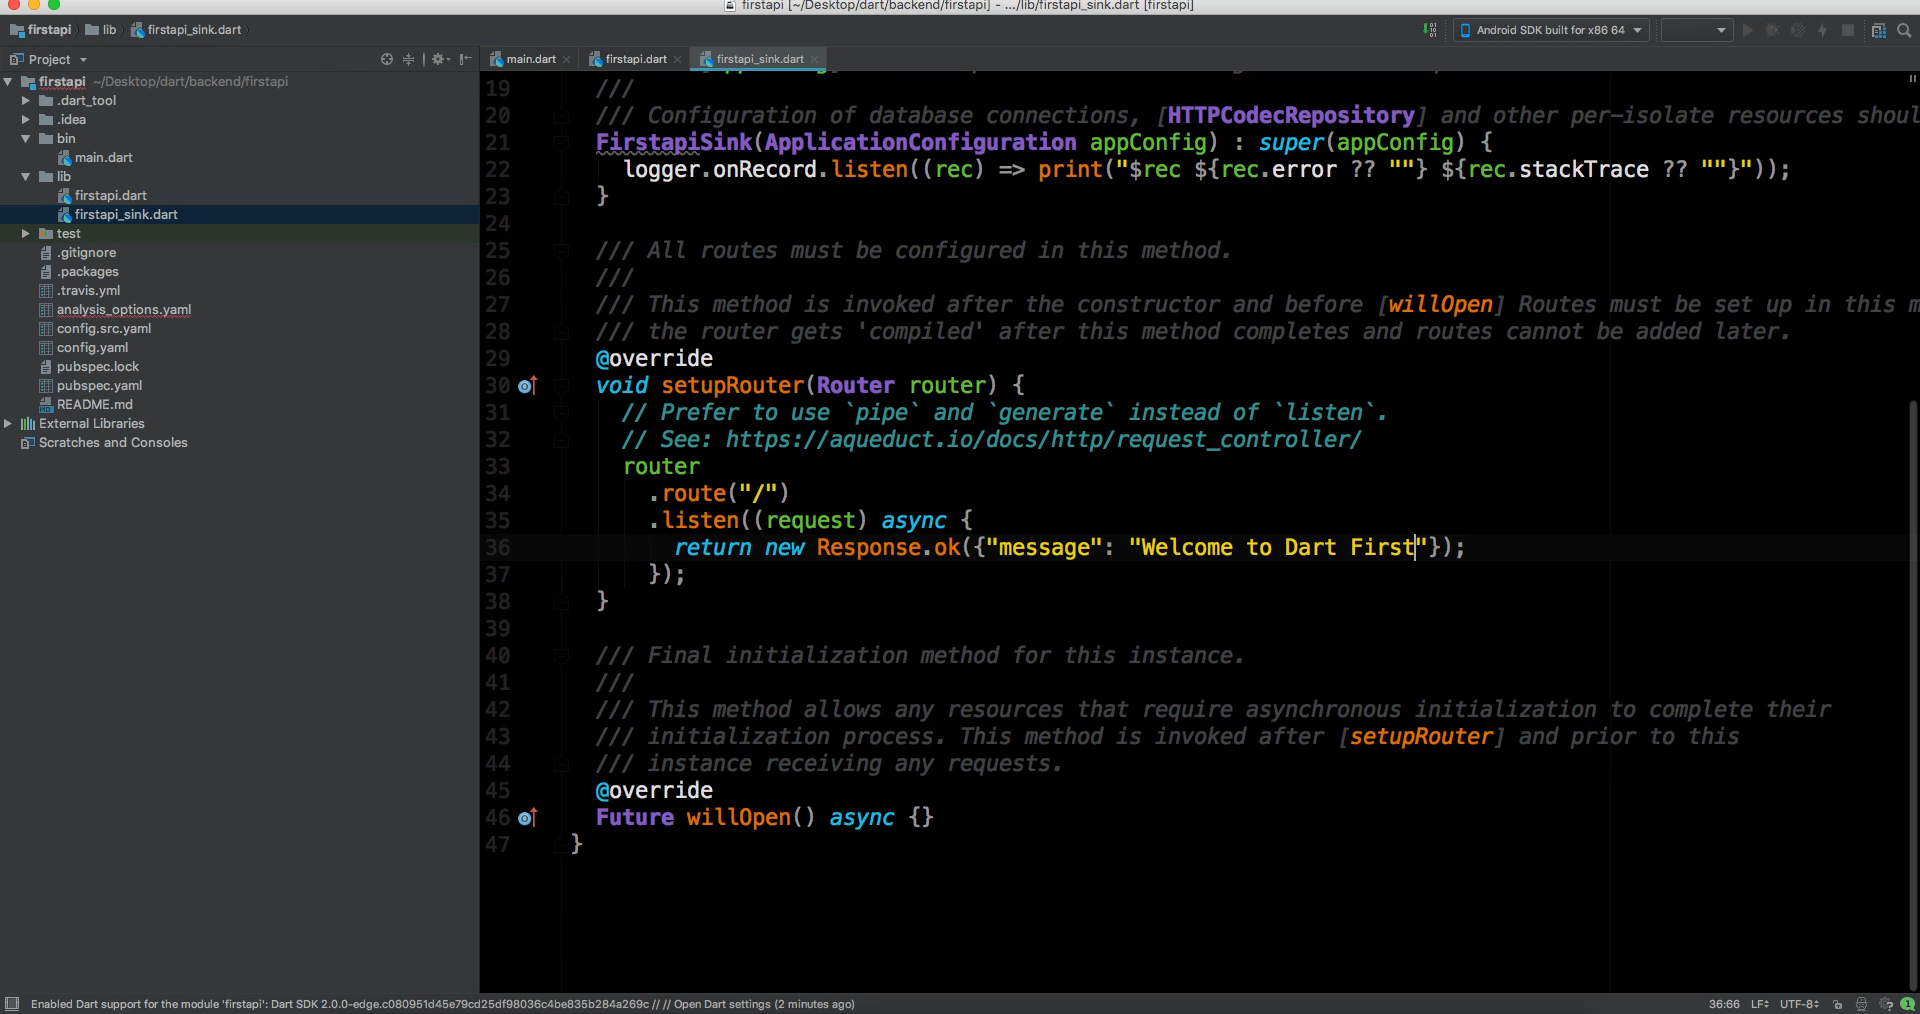 firstapi [~/Desktop/dart/backend/firstapi] - .../lib/firstapi_sink.dart [firstapi]
firstapi lib firstapi_sink.dart
Android SDK built for x86 64
Project
main.dart firstapi.dart firstapi_sink.dart
firstapi ~/Desktop/dart/backend/firstapi
.dart_tool
.idea
bin
main.dart
lib
firstapi.dart
firstapi_sink.dart
test
.gitignore
.packages
.travis.yml
analysis_options.yaml
config.src.yaml
config.yaml
pubspec.lock
pubspec.yaml
README.md
External Libraries
Scratches and Consoles
19 ///
20 /// Configuration of database connections, [HTTPCodecRepository] and other per-isolate resources shoul
21 FirstapiSink(ApplicationConfiguration appConfig) : super(appConfig) {
22 logger.onRecord.listen((rec) => print("$rec ${rec.error ?? ""} ${rec.stackTrace ?? ""}"));
23 }
24
25 /// All routes must be configured in this method.
26 ///
27 /// This method is invoked after the constructor and before [willOpen] Routes must be set up in this m
28 /// the router gets 'compiled' after this method completes and routes cannot be added later.
29 @override
30 void setupRouter(Router router) {
31 // Prefer to use `pipe` and `generate` instead of `listen`.
32 // See: https://aqueduct.io/docs/http/request_controller/
33 router
34 .route("/")
35 .listen((request) async {
36 return new Response.ok({"message": "Welcome to Dart First"});
37 });
38 }
39
40 /// Final initialization method for this instance.
41 ///
42 /// This method allows any resources that require asynchronous initialization to complete their
43 /// initialization process. This method is invoked after [setupRouter] and prior to this
44 /// instance receiving any requests.
45 @override
46 Future willOpen() async {}
47 }
Enabled Dart support for the module 'firstapi': Dart SDK 2.0.0-edge.c080951d45e79cd25df98036c4be835b284a269c // // Open Dart settings (2 minutes ago)
36:66 LF UTF-8 1